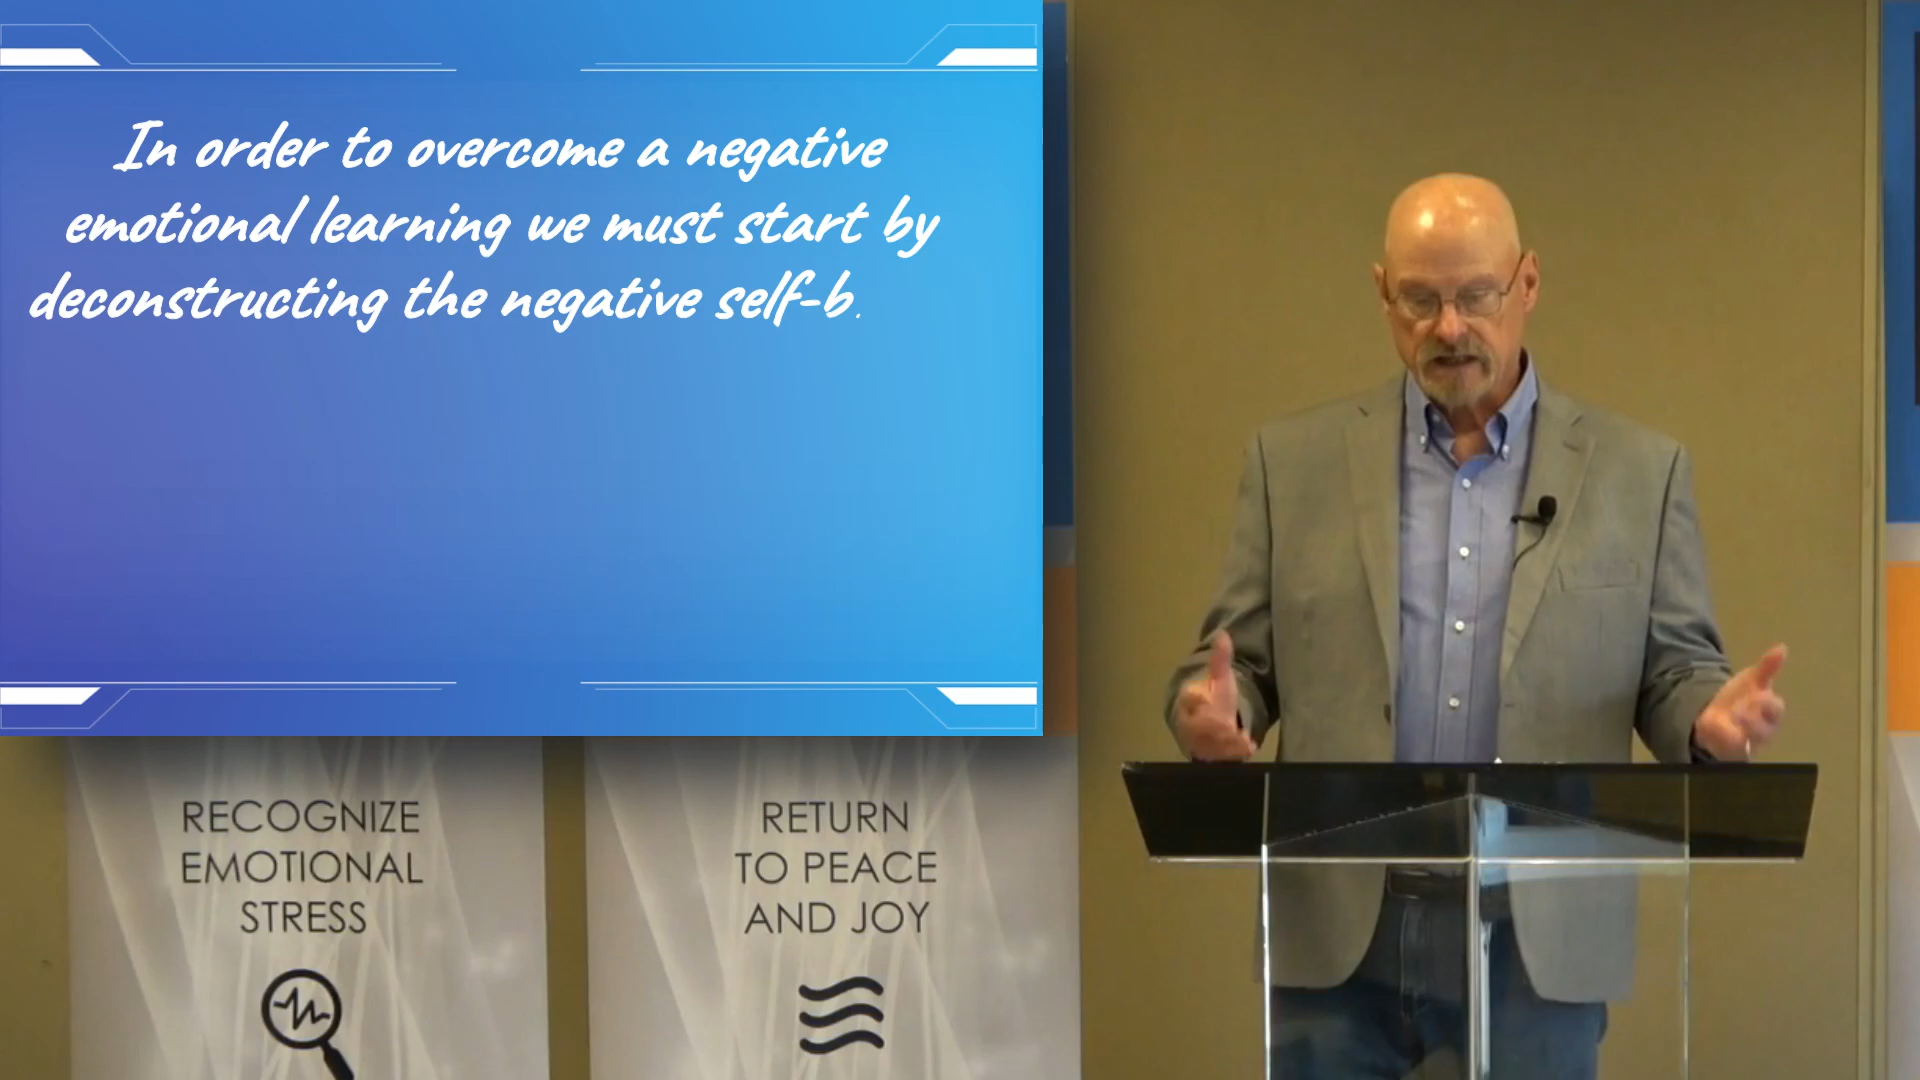 In order to overcome a negative
emotional learning we must start by
deconstructing the negative self-b.
RECOGNIZE
EMOTIONAL
STRESS
RETURN
TO PEACE
AND JOY